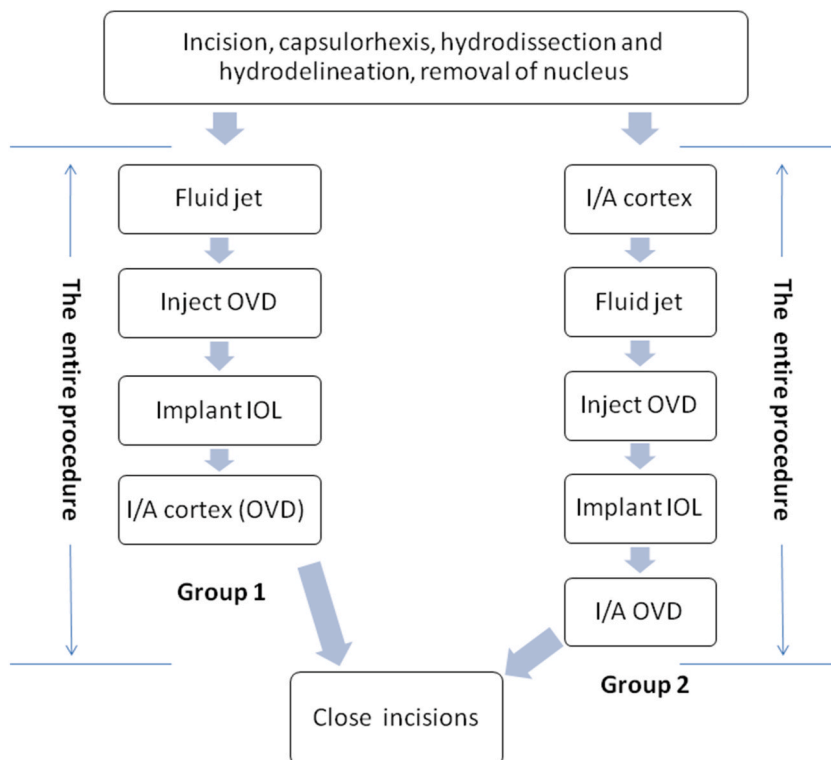 Incision, capsulorhexis, hydrodissection and
hydrodelineation, removal of nucleus
The entire procedure
Fluid jet
Inject OVD
Implant IOL
I/A cortex (OVD)
Group 1
I/A cortex
Fluid jet
Inject OVD
Implant IOL
I/A OVD
Group 2
The entire procedure
Close incisions